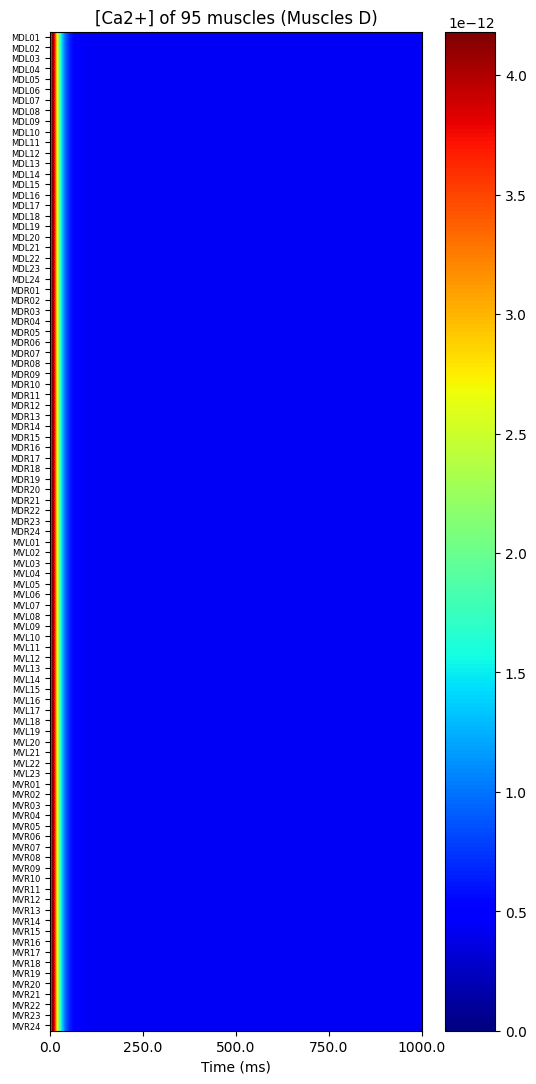 [Ca2+] of 95 muscles (Muscles D)
1e−12
MDL01
MDL02
MDL03
MDL04
MDL05
MDL06
MDL07
MDL08
MDL09
MDL10
MDL11
MDL12
MDL13
MDL14
MDL15
MDL16
MDL17
MDL18
MDL19
MDL20
MDL21
MDL22
MDL23
MDL24
MDR01
MDR02
MDR03
MDR04
MDR05
MDR06
MDR07
MDR08
MDR09
MDR10
MDR11
MDR12
MDR13
MDR14
MDR15
MDR16
MDR17
MDR18
MDR19
MDR20
MDR21
MDR22
MDR23
MDR24
MVL01
MVL02
MVL03
MVL04
MVL05
MVL06
MVL07
MVL08
MVL09
MVL10
MVL11
MVL12
MVL13
MVL14
MVL15
MVL16
MVL17
MVL18
MVL19
MVL20
MVL21
MVL22
MVL23
MVR01
MVR02
MVR03
MVR04
MVR05
MVR06
MVR07
MVR08
MVR09
MVR10
MVR11
MVR12
MVR13
MVR14
MVR15
MVR16
MVR17
MVR18
MVR19
MVR20
MVR21
MVR22
MVR23
MVR24
0.0 250.0 500.0 750.0 1000.0
Time (ms)
4.0
3.5
3.0
2.5
2.0
1.5
1.0
0.5
0.0